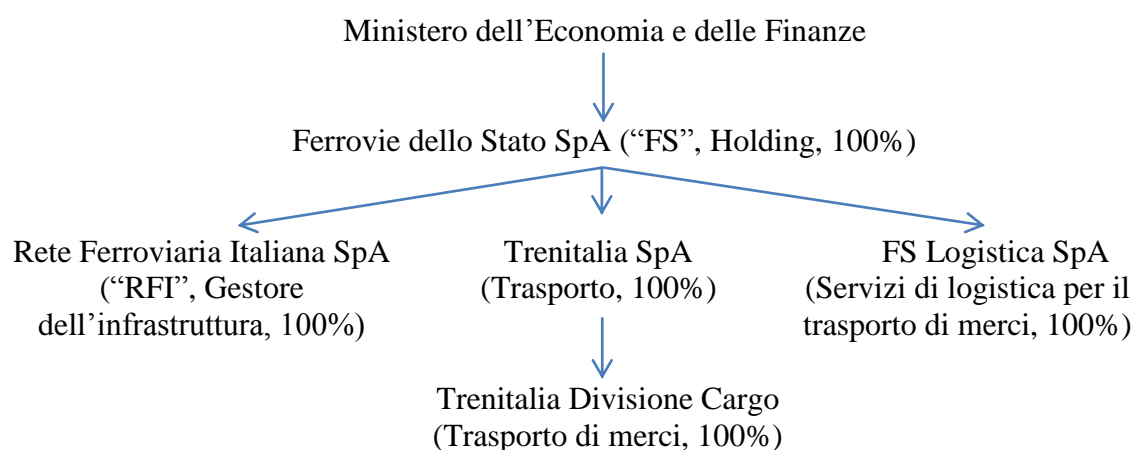 Ministero dell’Economia e delle Finanze
Ferrovie dello Stato SpA (“FS”, Holding, 100%)
Rete Ferroviaria Italiana SpA
(“RFI”, Gestore
dell’infrastruttura, 100%)
Trenitalia SpA
(Trasporto, 100%)
FS Logistica SpA
(Servizi di logistica per il
trasporto di merci, 100%)
Trenitalia Divisione Cargo
(Trasporto di merci, 100%)